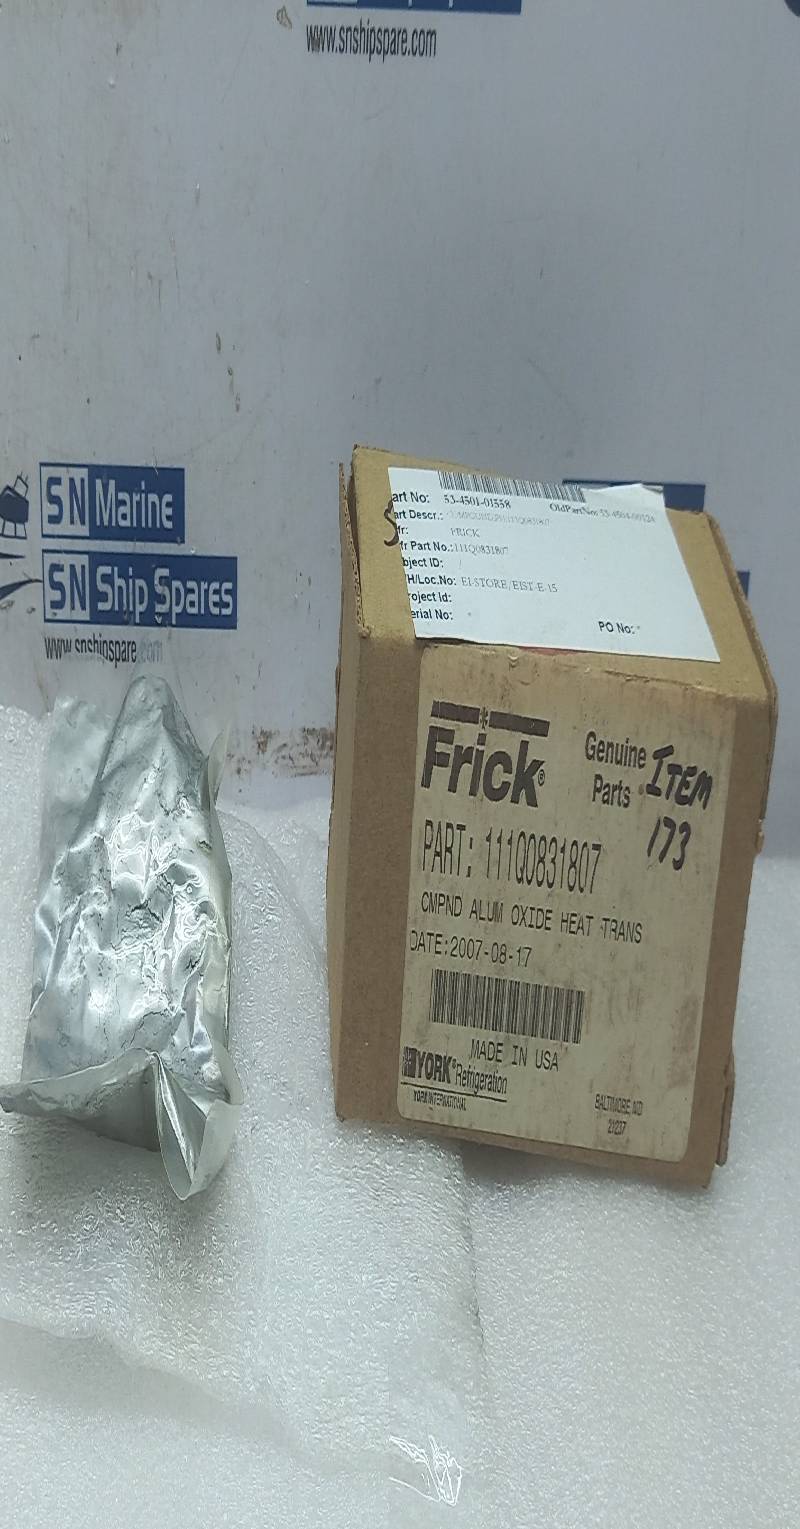 www.snshipspare.com
SN Marine
SN Ship Spares
www.snshipspare.com
art No: 53-4501-01558 OldPartNo: 53-4504-00124
art Descr.:
fr: FRICK
fr Part No.:111Q0831807
bject ID:
H/Loc.No: EI-STORE/EIST-E-15
roject Id:
erial No: PO No:
Frick®
Genuine
Parts
ITEM
173
PART: 111Q0831807
CMPND ALUM OXIDE HEAT TRANS
DATE:2007-08-17
MADE IN USA
YORK® Refrigeration
YORK INTERNATIONAL
BALTIMORE, MD
21237